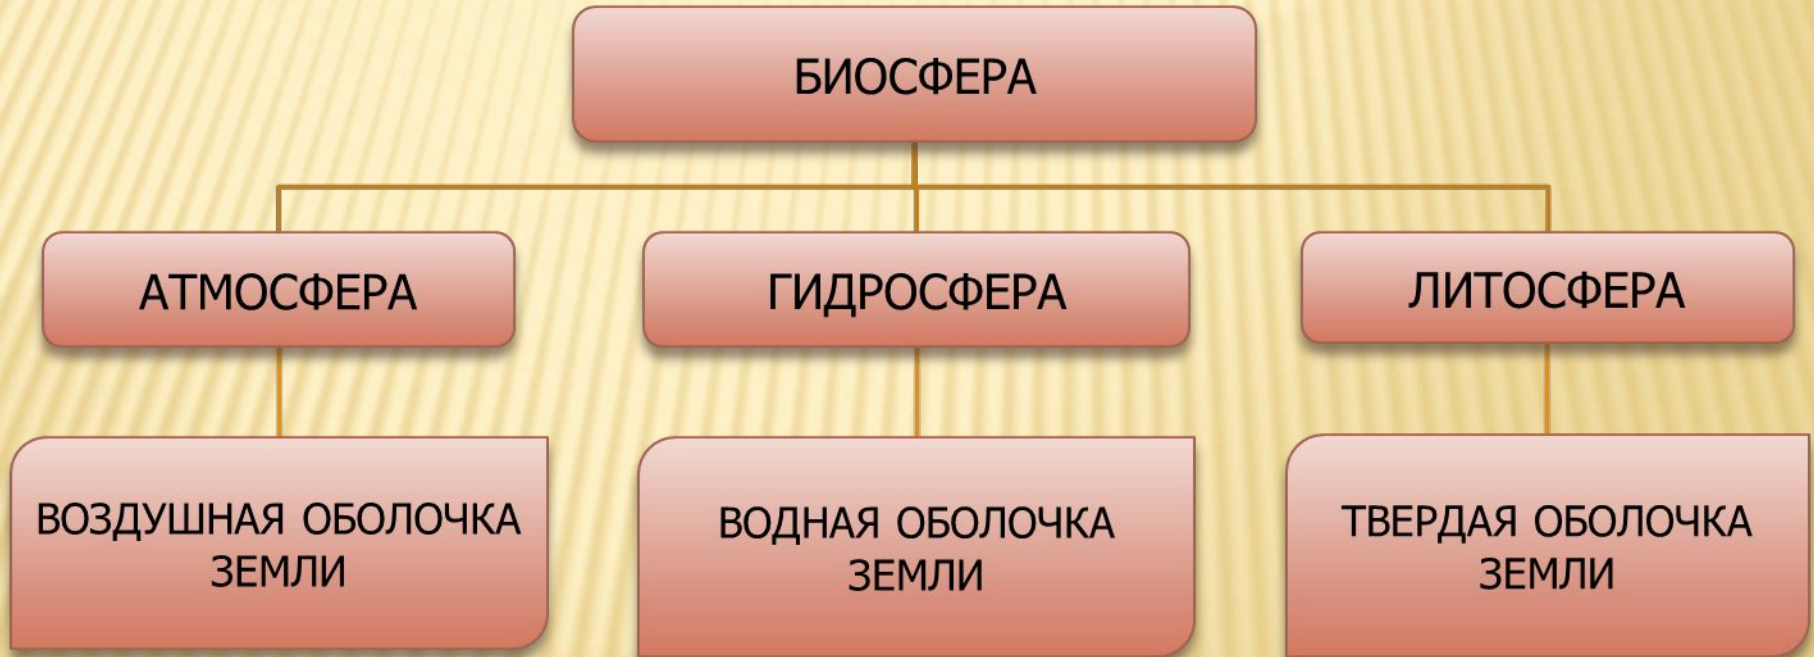 БИОСФЕРА
АТМОСФЕРА
ГИДРОСФЕРА
ЛИТОСФЕРА
ВОЗДУШНАЯ ОБОЛОЧКА
ЗЕМЛИ
ВОДНАЯ ОБОЛОЧКА
ЗЕМЛИ
ТВЕРДАЯ ОБОЛОЧКА
ЗЕМЛИ